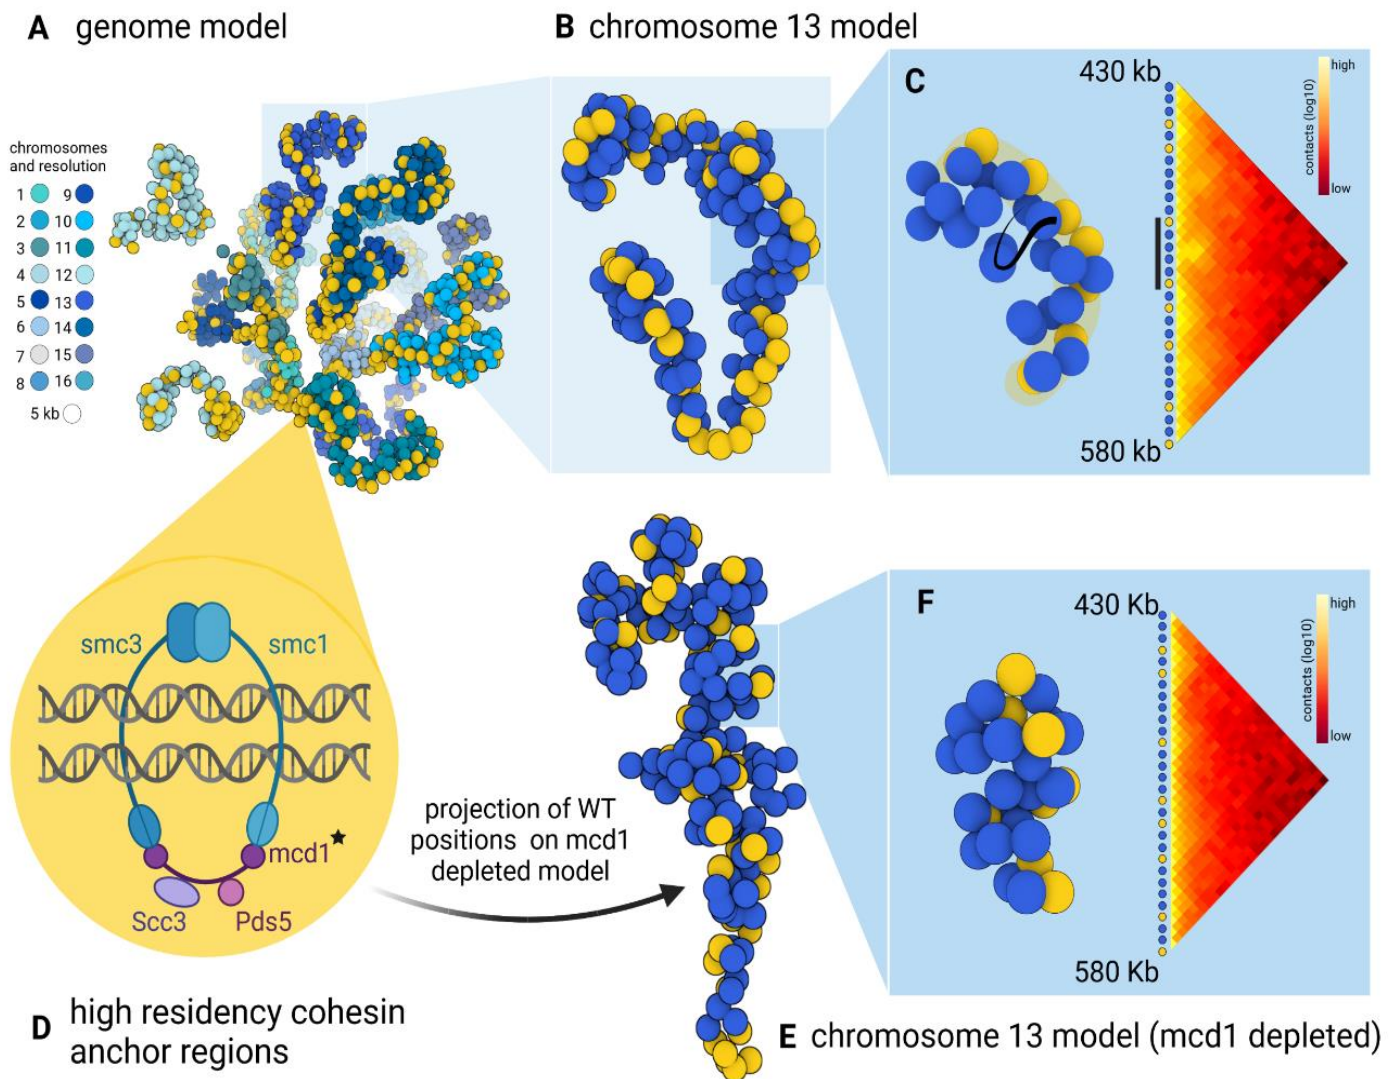 A genome model
B chromosome 13 model
chromosomes
and resolution
1 9
2 10
3 11
4 12
5 13
6 14
7 15
8 16
5 kb
C
430 kb
580 kb
contacts (log10)
high
low
smc3 smc1
mcd1★
Scc3 Pds5
D high residency cohesin
anchor regions
projection of WT
positions on mcd1
depleted model
F
430 Kb
580 Kb
contacts (log10)
high
low
E chromosome 13 model (mcd1 depleted)